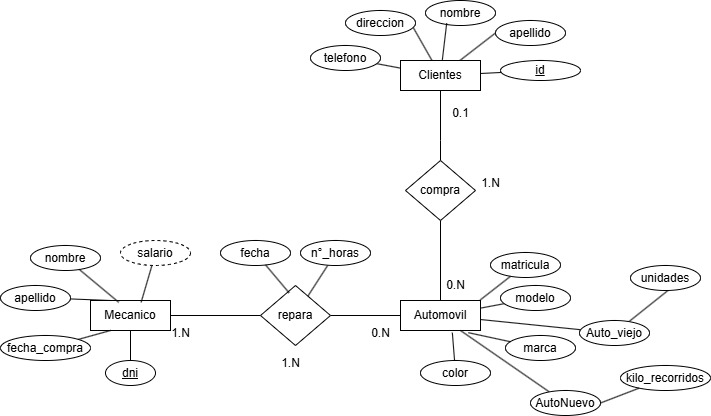 nombre
direccion
apellido
telefono
Clientes
id
0.1
compra
1.N
nombre
salario
fecha
n°_horas
0.N
matricula
unidades
apellido
modelo
Mecanico
repara
Automovil
1.N
0.N
Auto_viejo
fecha_compra
marca
1.N
dni
color
kilo_recorridos
AutoNuevo